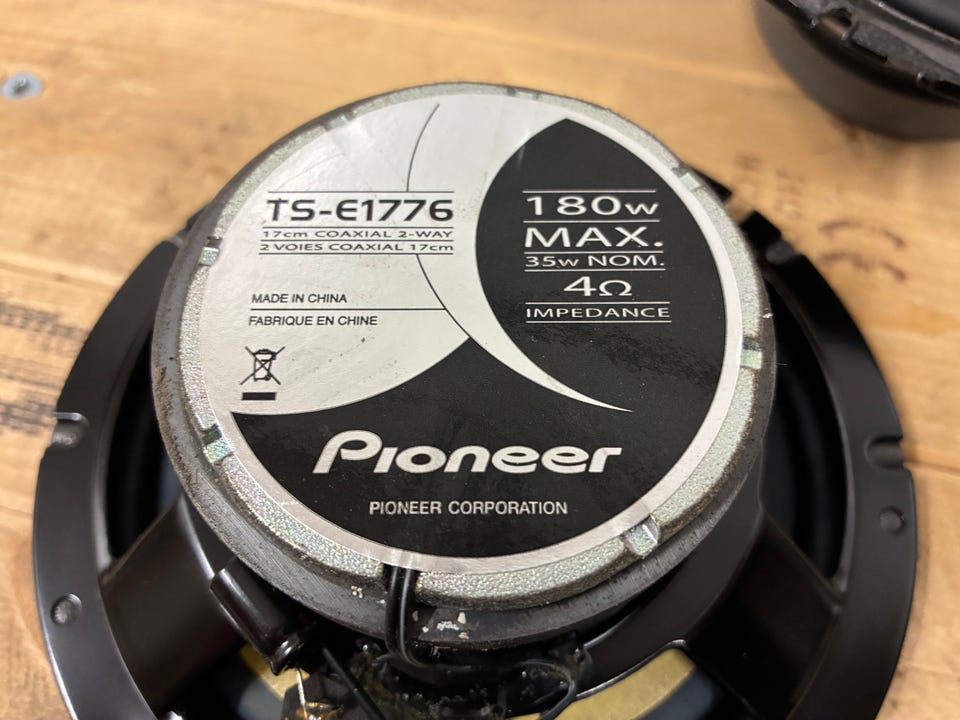 TS-E1776
17cm COAXIAL 2-WAY
2 VOIES COAXIAL 17cm
MADE IN CHINA
FABRIQUE EN CHINE
180w
MAX.
35w NOM.
4Ω
IMPEDANCE
Pioneer
PIONEER CORPORATION